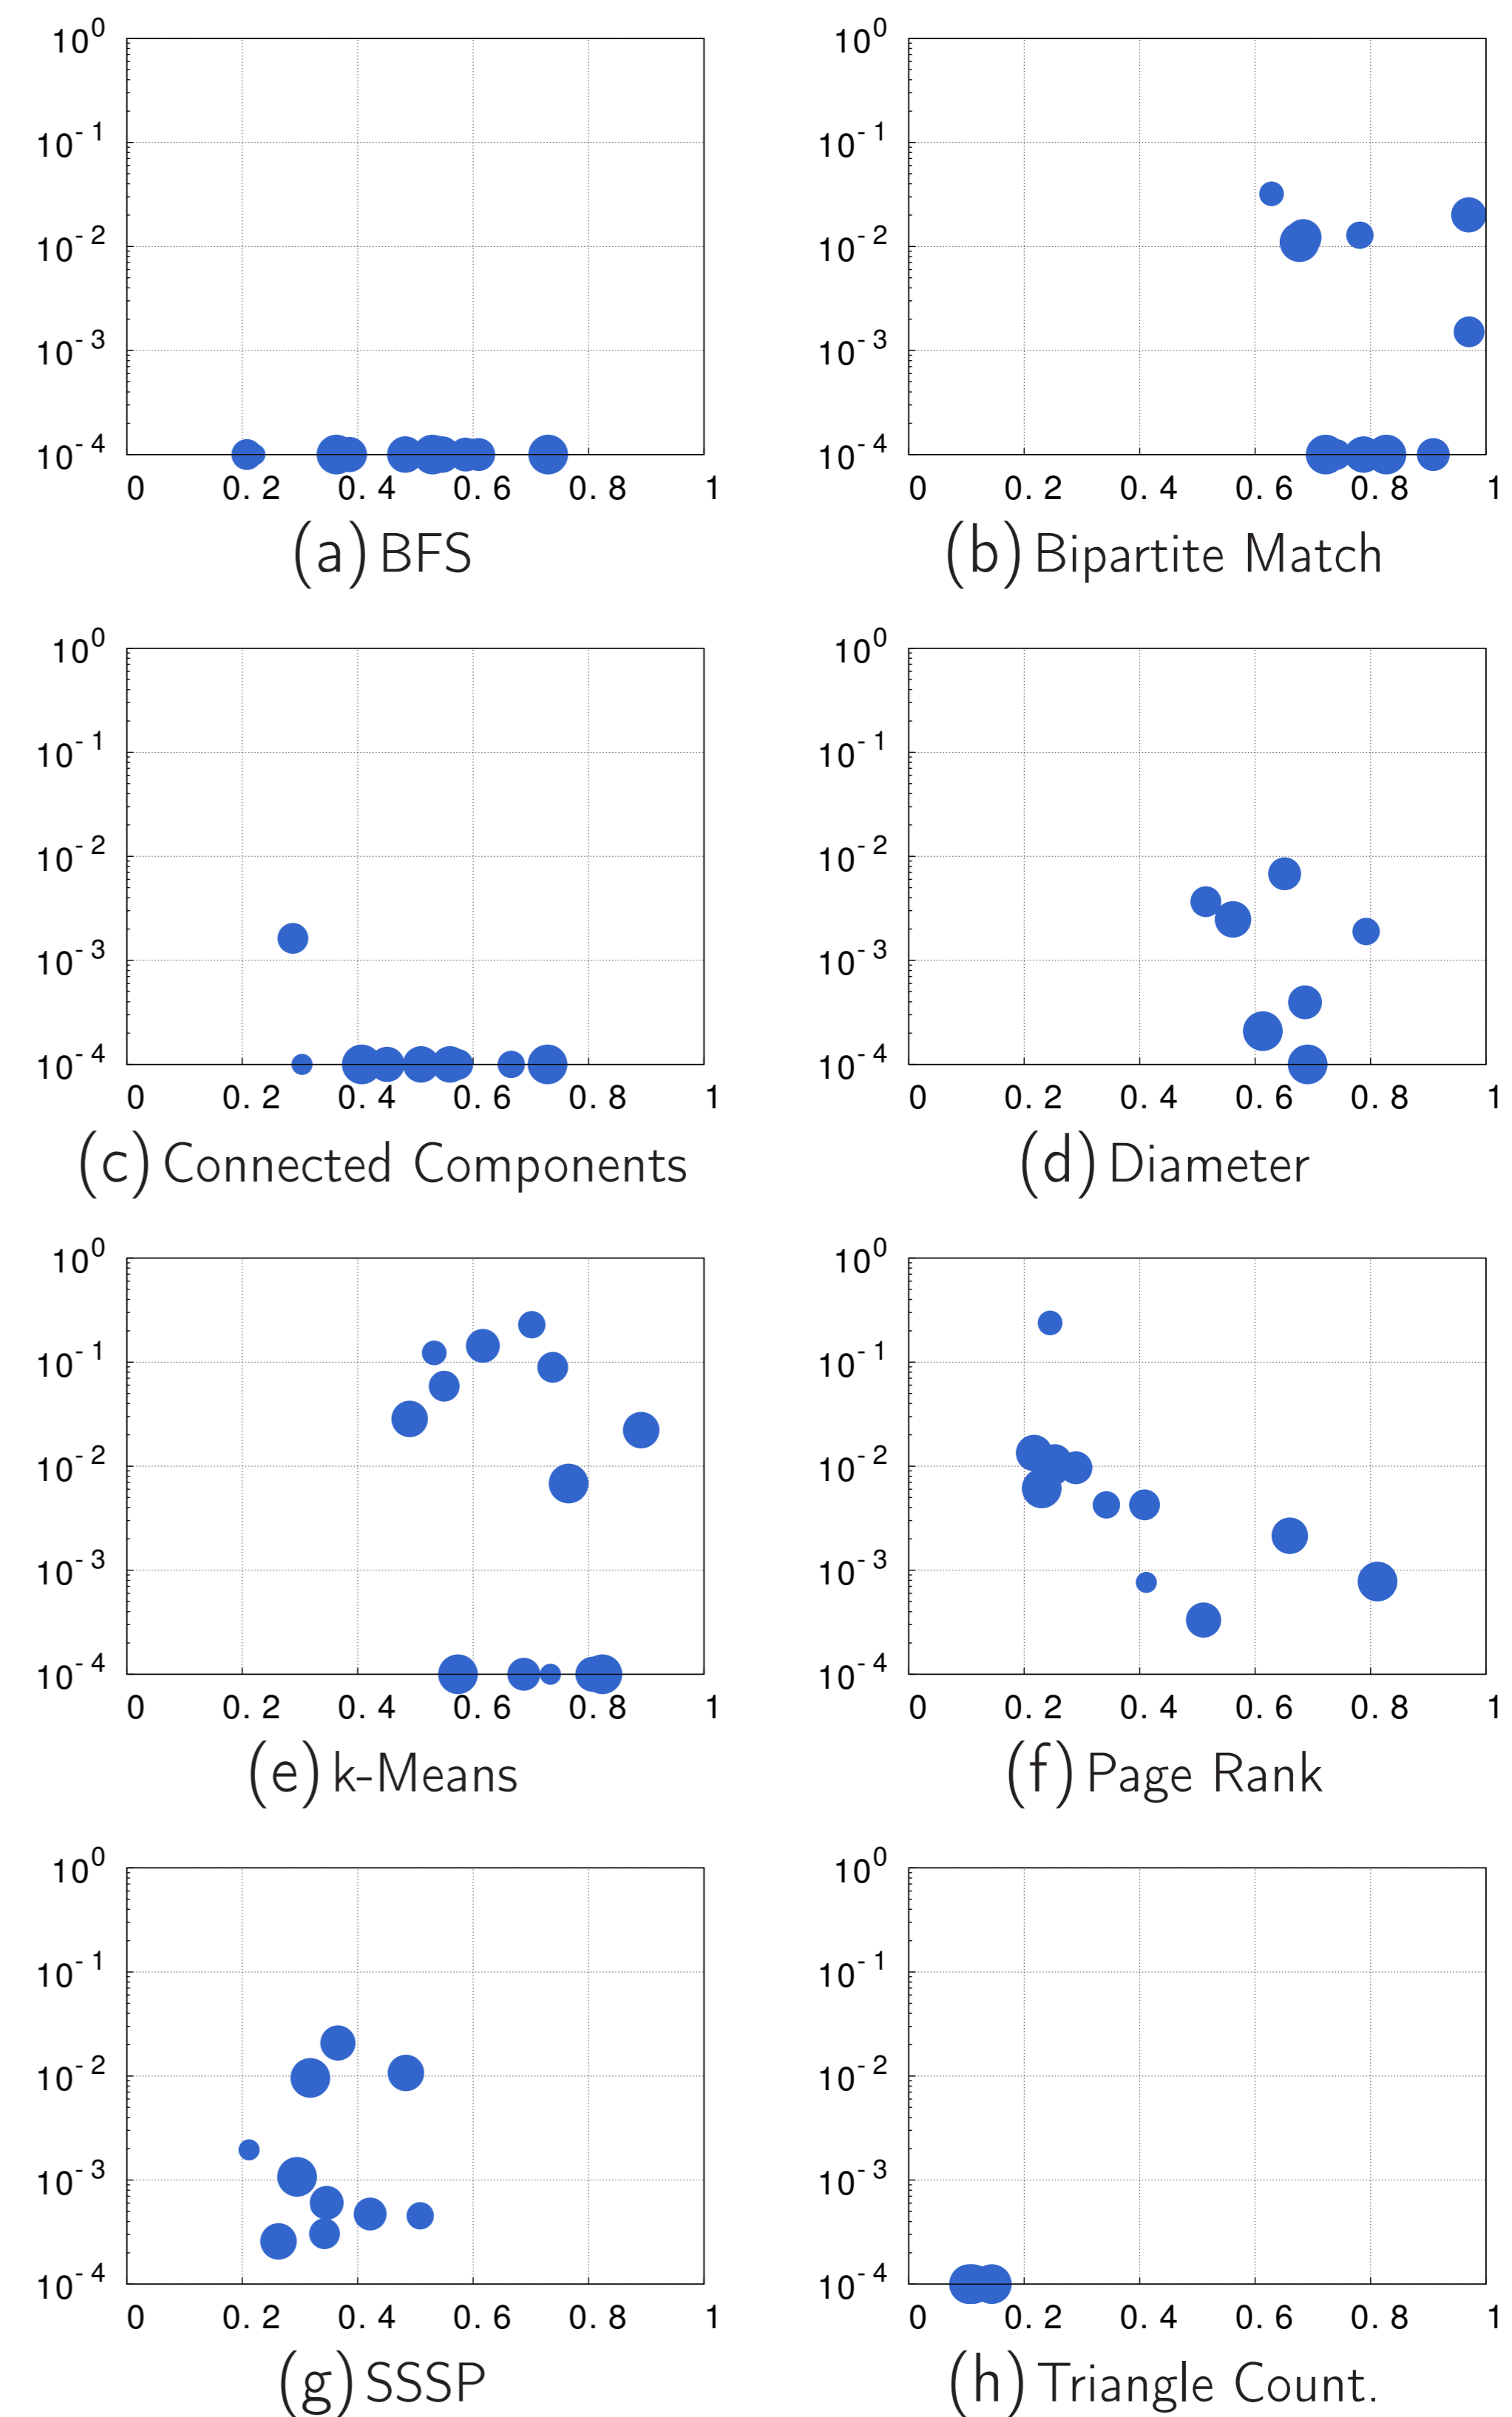 10^0 10^0
10^-1 10^-1
10^-2 10^-2
10^-3 10^-3
10^-4 10^-4
0 0.2 0.4 0.6 0.8 1 0 0.2 0.4 0.6 0.8 1
(a) BFS (b) Bipartite Match
10^0 10^0
10^-1 10^-1
10^-2 10^-2
10^-3 10^-3
10^-4 10^-4
0 0.2 0.4 0.6 0.8 1 0 0.2 0.4 0.6 0.8 1
(c) Connected Components (d) Diameter
10^0 10^0
10^-1 10^-1
10^-2 10^-2
10^-3 10^-3
10^-4 10^-4
0 0.2 0.4 0.6 0.8 1 0 0.2 0.4 0.6 0.8 1
(e) k-Means (f) Page Rank
10^0 10^0
10^-1 10^-1
10^-2 10^-2
10^-3 10^-3
10^-4 10^-4
0 0.2 0.4 0.6 0.8 1 0 0.2 0.4 0.6 0.8 1
(g) SSSP (h) Triangle Count.